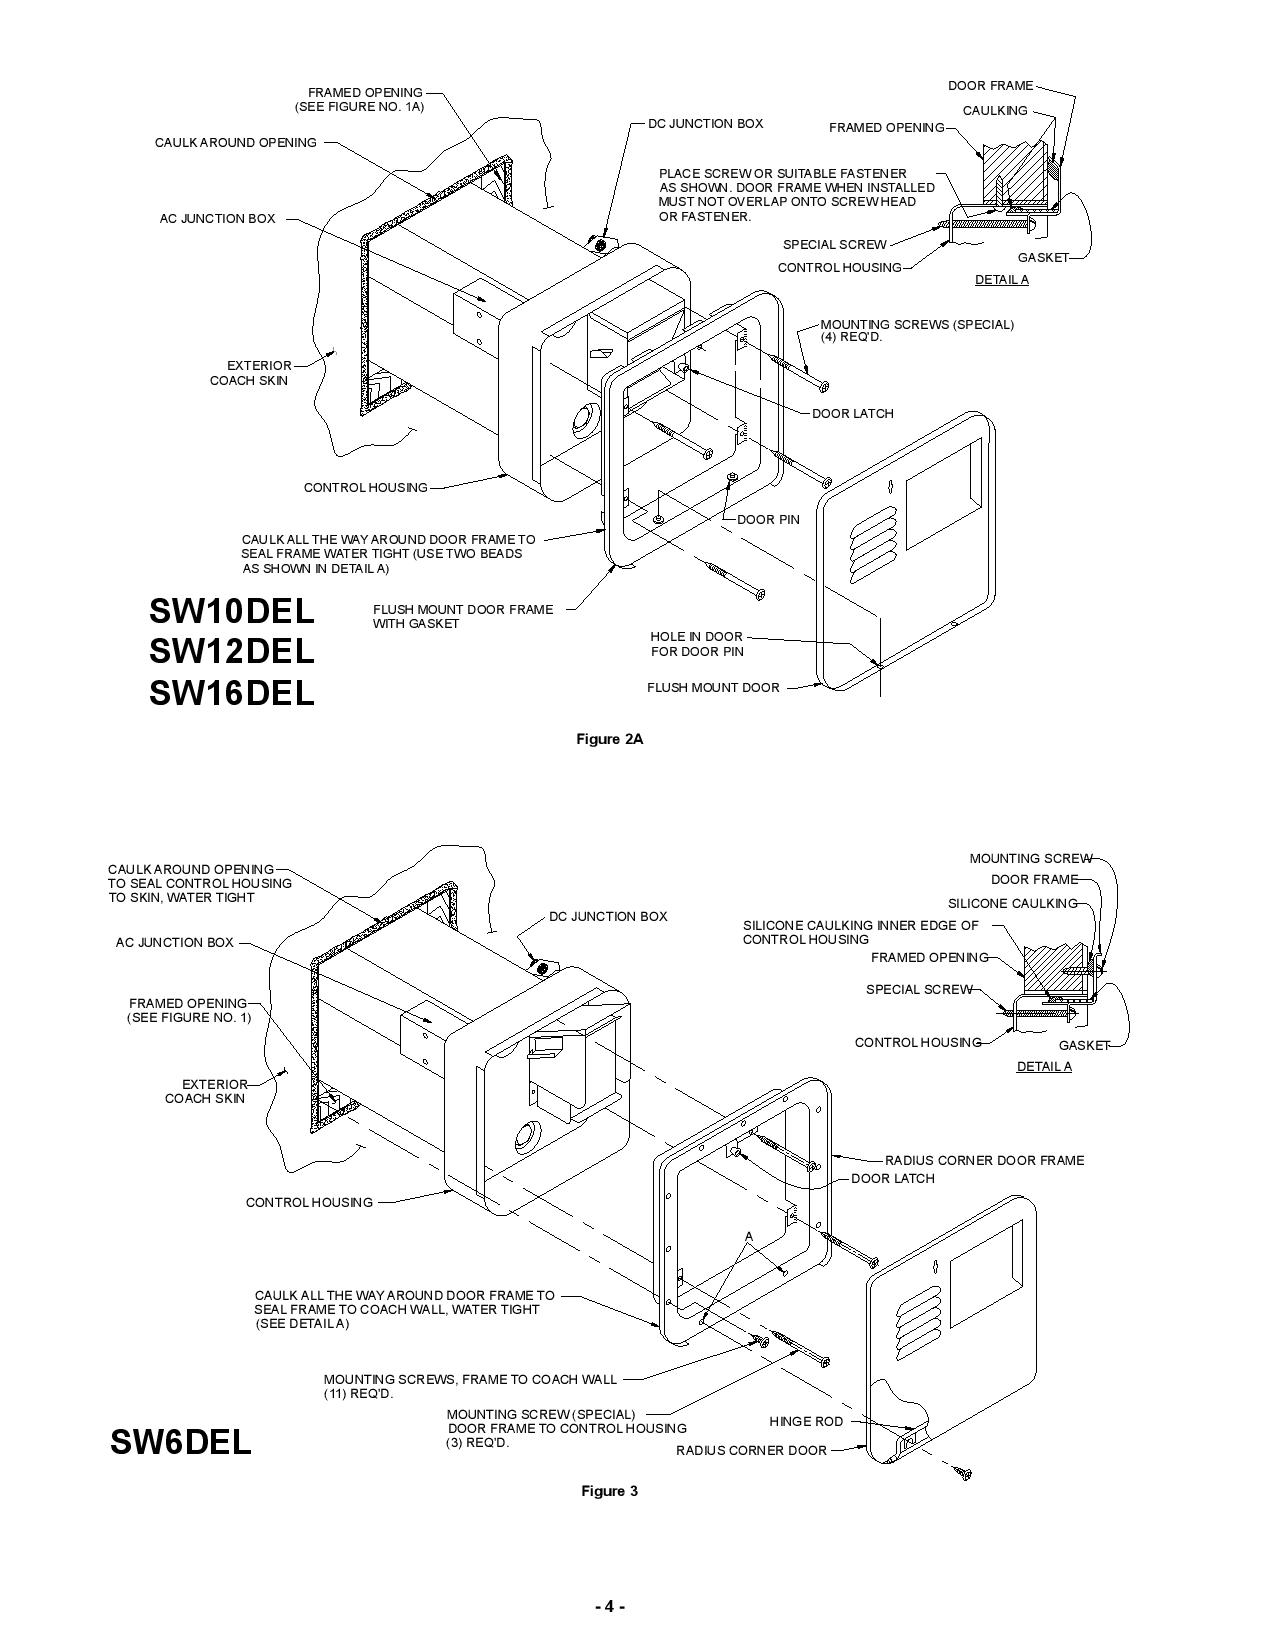 FRAMED OPENING
(SEE FIGURE NO. 1A)
CAULK AROUND OPENING
AC JUNCTION BOX
DC JUNCTION BOX
DOOR FRAME
CAULKING
FRAMED OPENING
PLACE SCREW OR SUITABLE FASTENER
AS SHOWN. DOOR FRAME WHEN INSTALLED
MUST NOT OVERLAP ONTO SCREW HEAD
OR FASTENER.
SPECIAL SCREW
CONTROL HOUSING
GASKET
DETAIL A
MOUNTING SCREWS (SPECIAL)
(4) REQ'D.
EXTERIOR
COACH SKIN
DOOR LATCH
CONTROL HOUSING
DOOR PIN
CAULK ALL THE WAY AROUND DOOR FRAME TO
SEAL FRAME WATER TIGHT (USE TWO BEADS
AS SHOWN IN DETAIL A)
SW10DEL
SW12DEL
SW16DEL
FLUSH MOUNT DOOR FRAME
WITH GASKET
HOLE IN DOOR
FOR DOOR PIN
FLUSH MOUNT DOOR
Figure 2A
CAULK AROUND OPENING
TO SEAL CONTROL HOUSING
TO SKIN, WATER TIGHT
AC JUNCTION BOX
DC JUNCTION BOX
MOUNTING SCREW
DOOR FRAME
SILICONE CAULKING
SILICONE CAULKING INNER EDGE OF
CONTROL HOUSING
FRAMED OPENING
SPECIAL SCREW
CONTROL HOUSING
GASKET
DETAIL A
FRAMED OPENING
(SEE FIGURE NO. 1)
EXTERIOR
COACH SKIN
CONTROL HOUSING
RADIUS CORNER DOOR FRAME
DOOR LATCH
A
CAULK ALL THE WAY AROUND DOOR FRAME TO
SEAL FRAME TO COACH WALL, WATER TIGHT
(SEE DETAIL A)
MOUNTING SCREWS, FRAME TO COACH WALL
(11) REQ'D.
MOUNTING SCREW (SPECIAL)
DOOR FRAME TO CONTROL HOUSING
(3) REQ'D.
HINGE ROD
RADIUS CORNER DOOR
SW6DEL
Figure 3
- 4 -